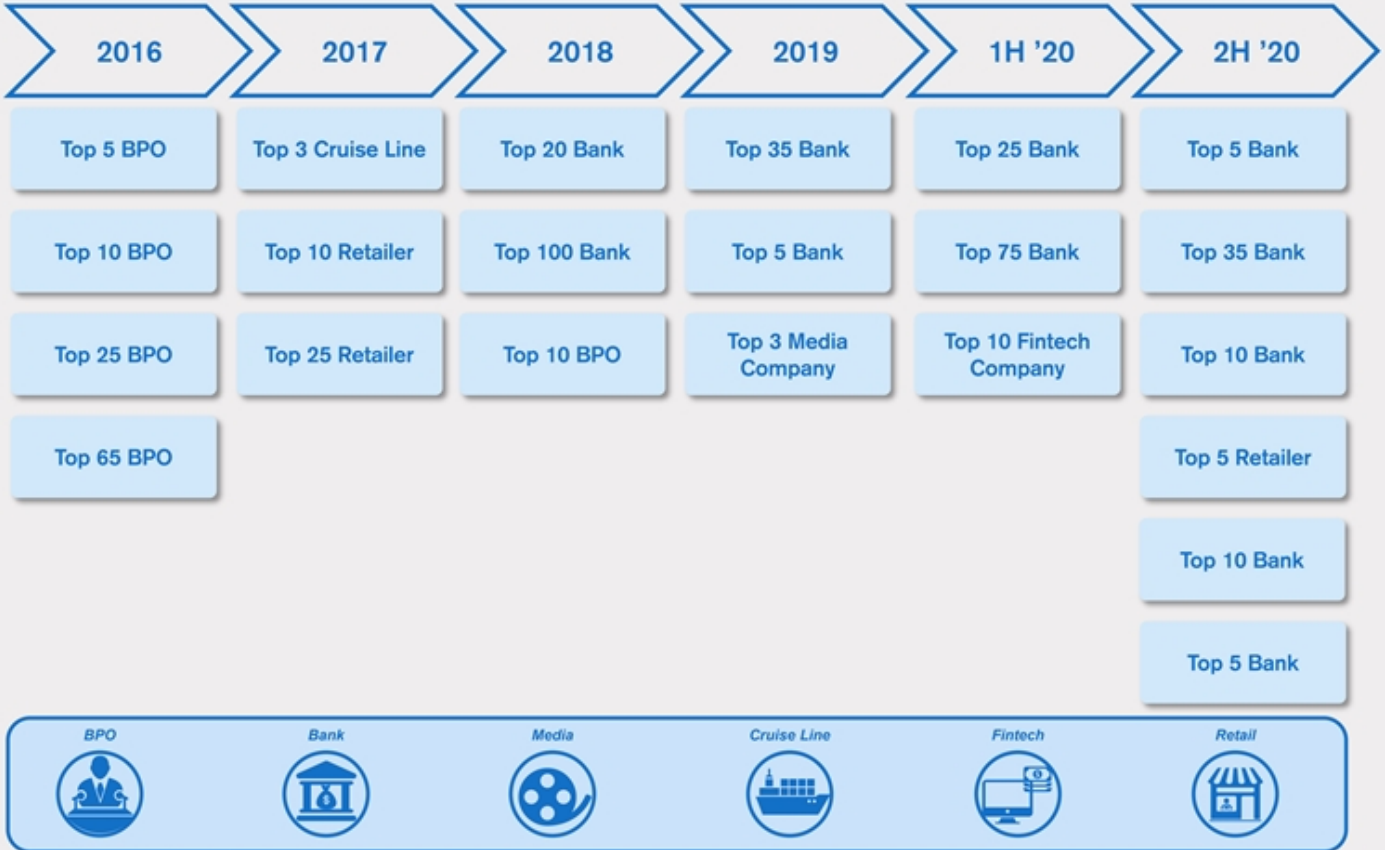 2016
2017
2018
2019
1H ’20
2H ’20
Top 5 BPO
Top 3 Cruise Line
Top 20 Bank
Top 35 Bank
Top 25 Bank
Top 5 Bank
Top 10 BPO
Top 10 Retailer
Top 100 Bank
Top 5 Bank
Top 75 Bank
Top 35 Bank
Top 25 BPO
Top 25 Retailer
Top 10 BPO
Top 3 Media
Company
Top 10 Fintech
Company
Top 10 Bank
Top 65 BPO
Top 5 Retailer
Top 10 Bank
Top 5 Bank
BPO
Bank
Media
Cruise Line
Fintech
Retail